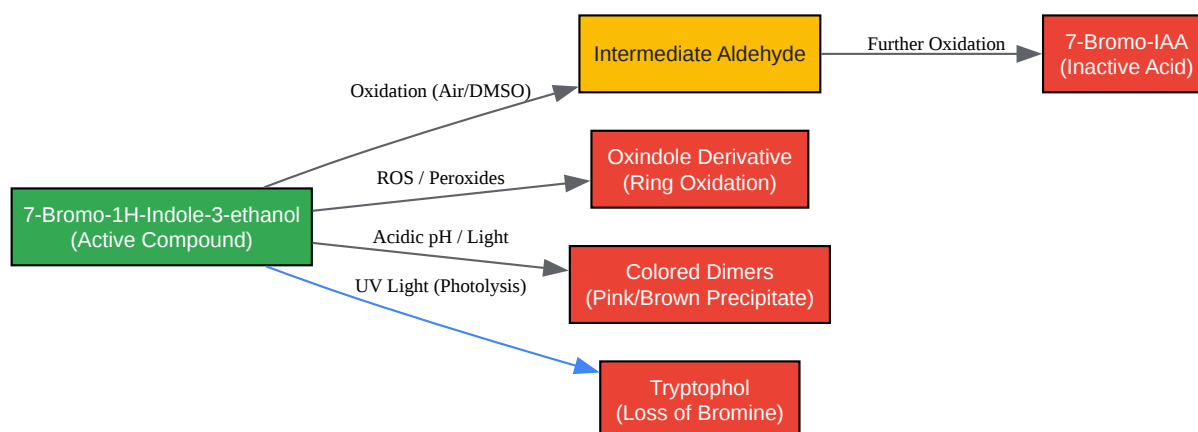 Intermediate Aldehyde
Further Oxidation
7-Bromo-IAA
(Inactive Acid)
Oxidation (Air/DMSO)
Oxindole Derivative
(Ring Oxidation)
ROS / Peroxides
7-Bromo-1H-Indole-3-ethanol
(Active Compound)
Acidic pH / Light
Colored Dimers
(Pink/Brown Precipitate)
UV Light (Photolysis)
Tryptophol
(Loss of Bromine)